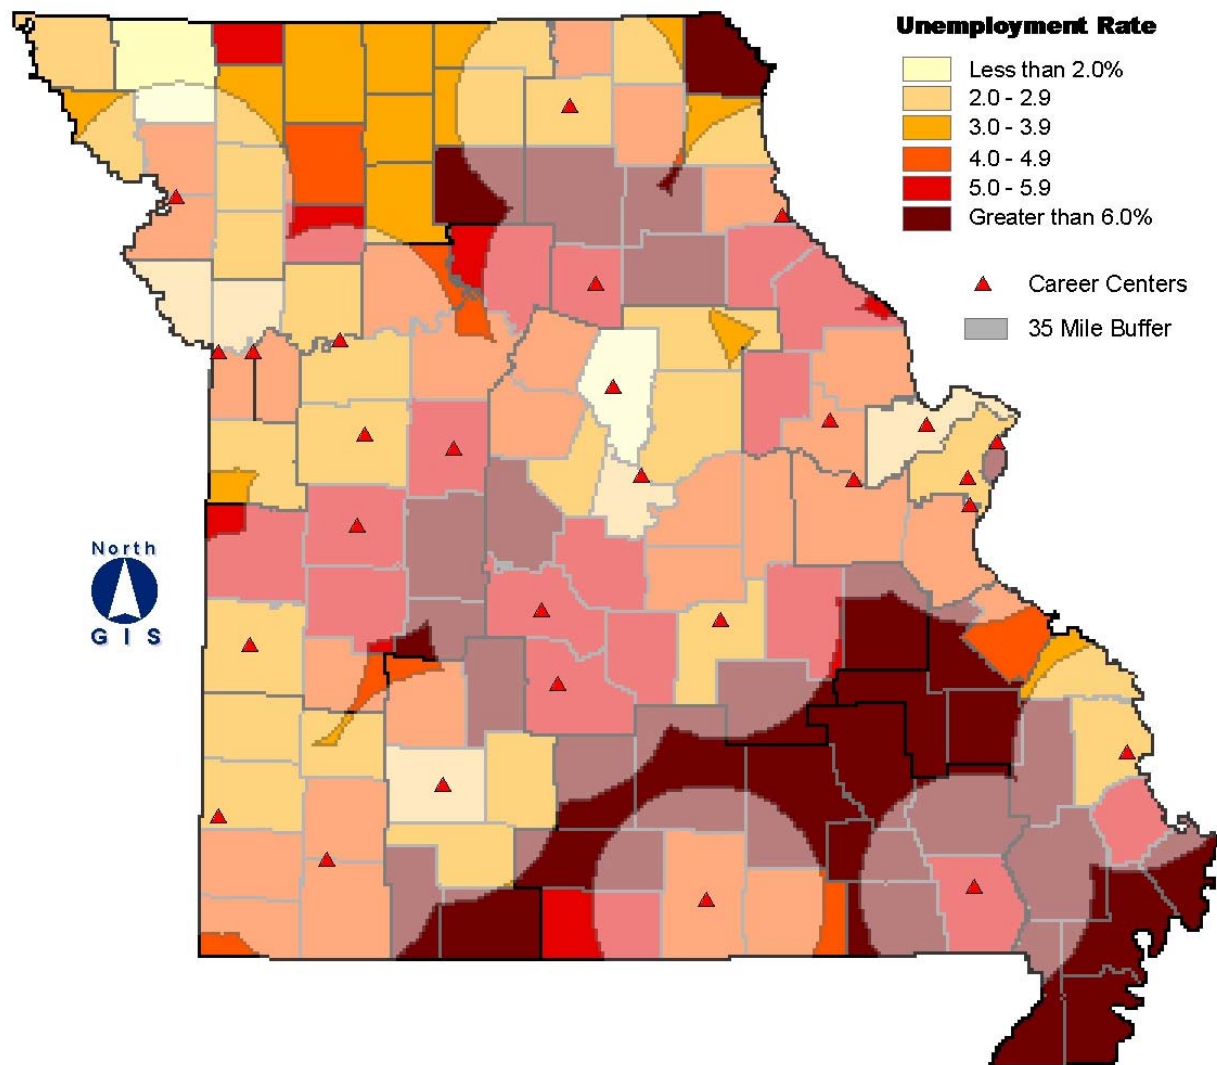 Unemployment Rate
Less than 2.0%
2.0 - 2.9
3.0 - 3.9
4.0 - 4.9
5.0 - 5.9
Greater than 6.0%
Career Centers
35 Mile Buffer
North
GIS